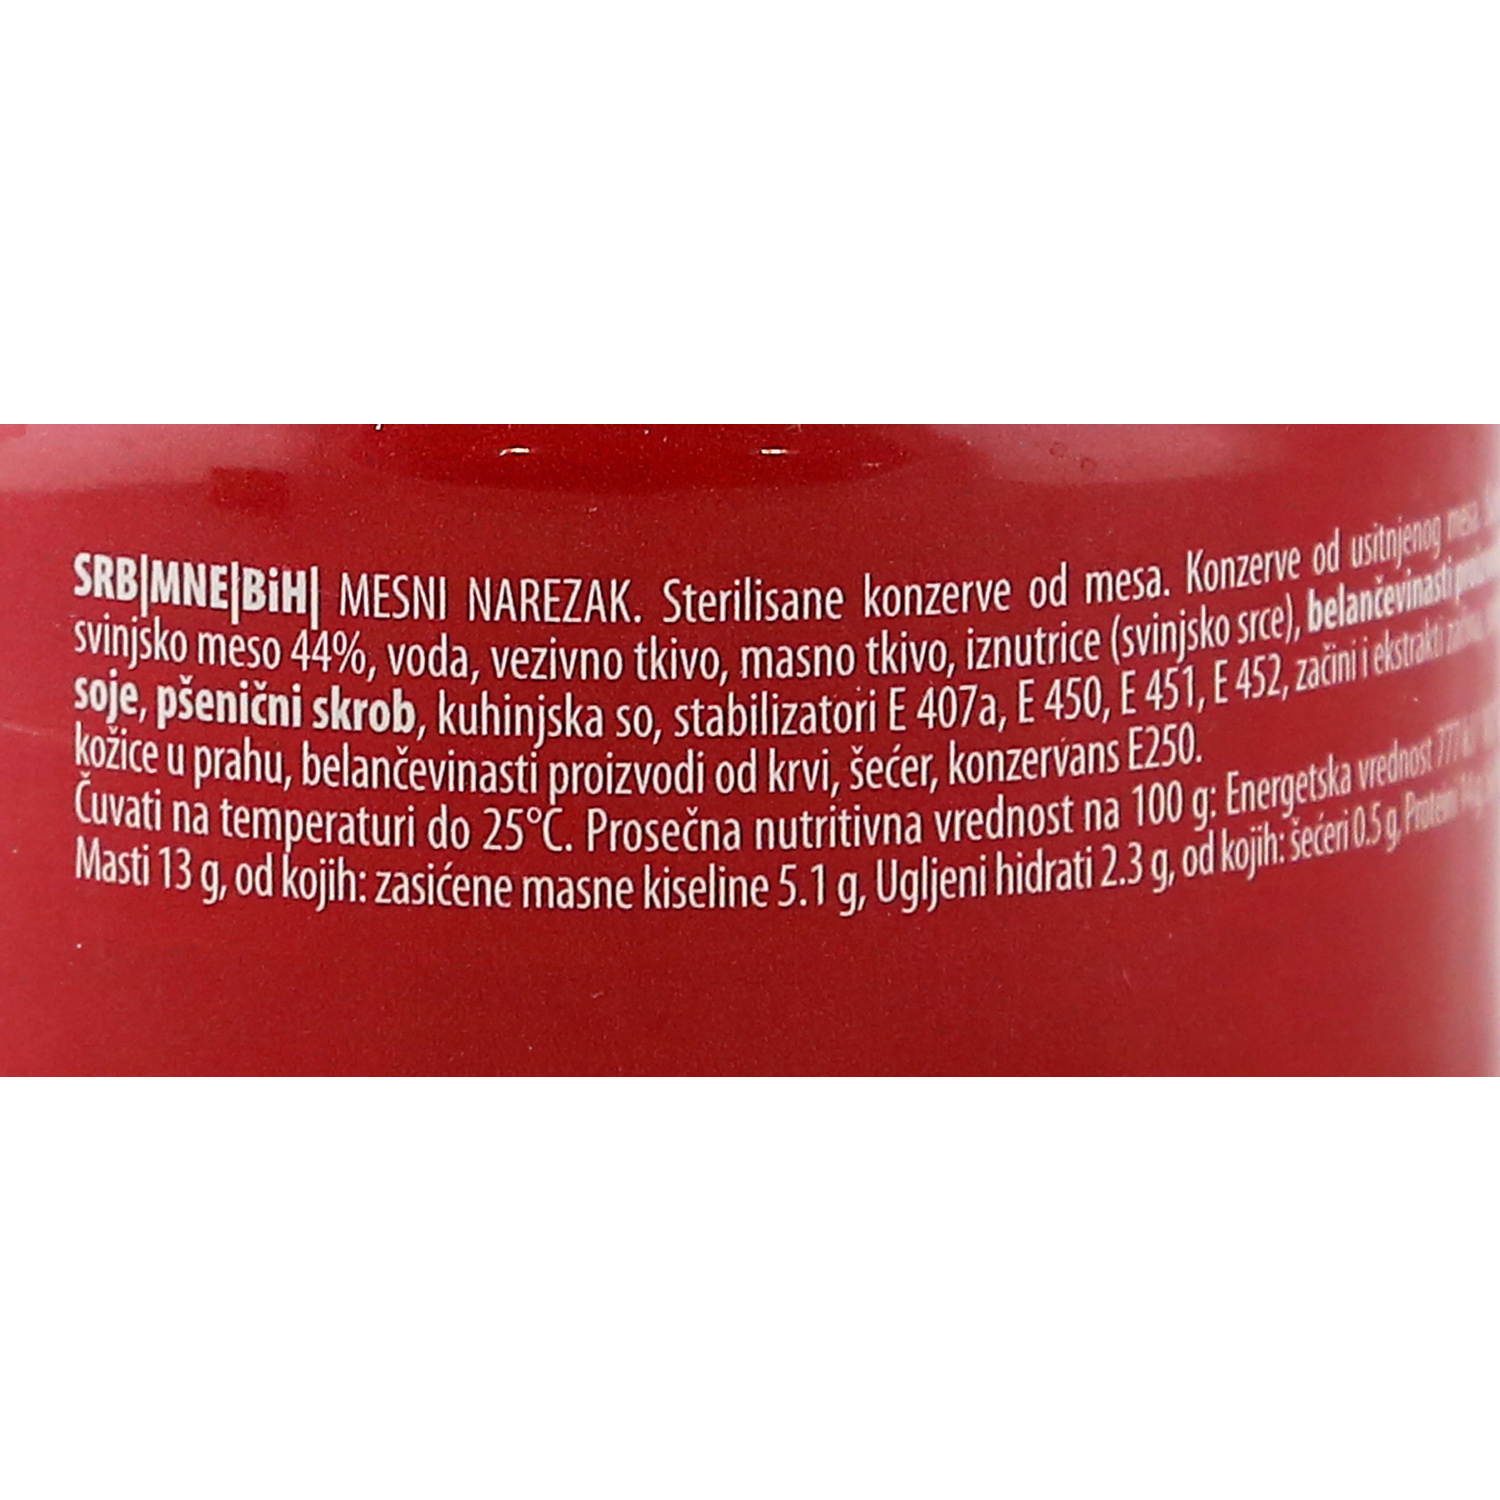 SRB|MNE|BiH| MESNI NAREZAK. Sterilisane konzerve od mesa. Konzerve od usitnjenog mesa.
svinjsko meso 44%, voda, vezivno tkivo, masno tkivo, iznutrice (svinjsko srce), belančevinasti
soje, pšenični skrob, kuhinjska so, stabilizatori E 407a, E 450, E 451, E 452, začini i ekstrakti
kožice u prahu, belančevinasti proizvodi od krvi, šećer, konzervans E250.
Čuvati na temperaturi do 25°C. Prosečna nutritivna vrednost na 100 g: Energetska vrednost 777
Masti 13 g, od kojih: zasićene masne kiseline 5.1 g, Ugljeni hidrati 2.3 g, od kojih: šećeri 0.5 g, Proteini